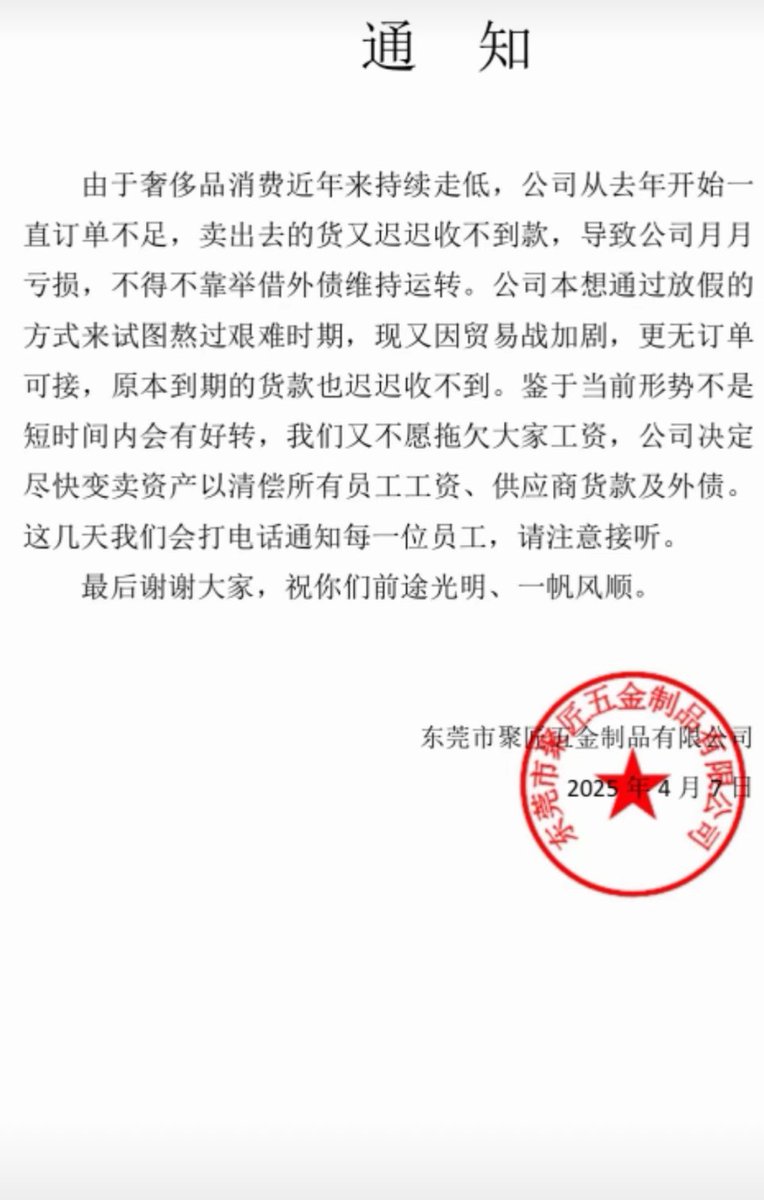 通 知
由于奢侈品消费近年来持续走低，公司从去年开始一
直订单不足，卖出去的货又迟迟收不到款，导致公司月月
亏损，不得不靠举借外债维持运转。公司本想通过放假的
方式来试图熬过艰难时期，现又因贸易战加剧，更无订单
可接，原本到期的货款也迟迟收不到。鉴于当前形势不是
短时间内会有好转，我们又不愿拖欠大家工资，公司决定
尽快变卖资产以清偿所有员工工资、供应商货款及外债。
这几天我们会打电话通知每一位员工，请注意接听。
最后谢谢大家，祝你们前途光明、一帆风顺。
东莞市聚匠五金制品有限公司
2025 年 4 月 7 日
东莞市聚匠五金制品有限公司